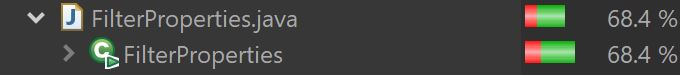 FilterProperties.java 68.4 %
FilterProperties 68.4 %